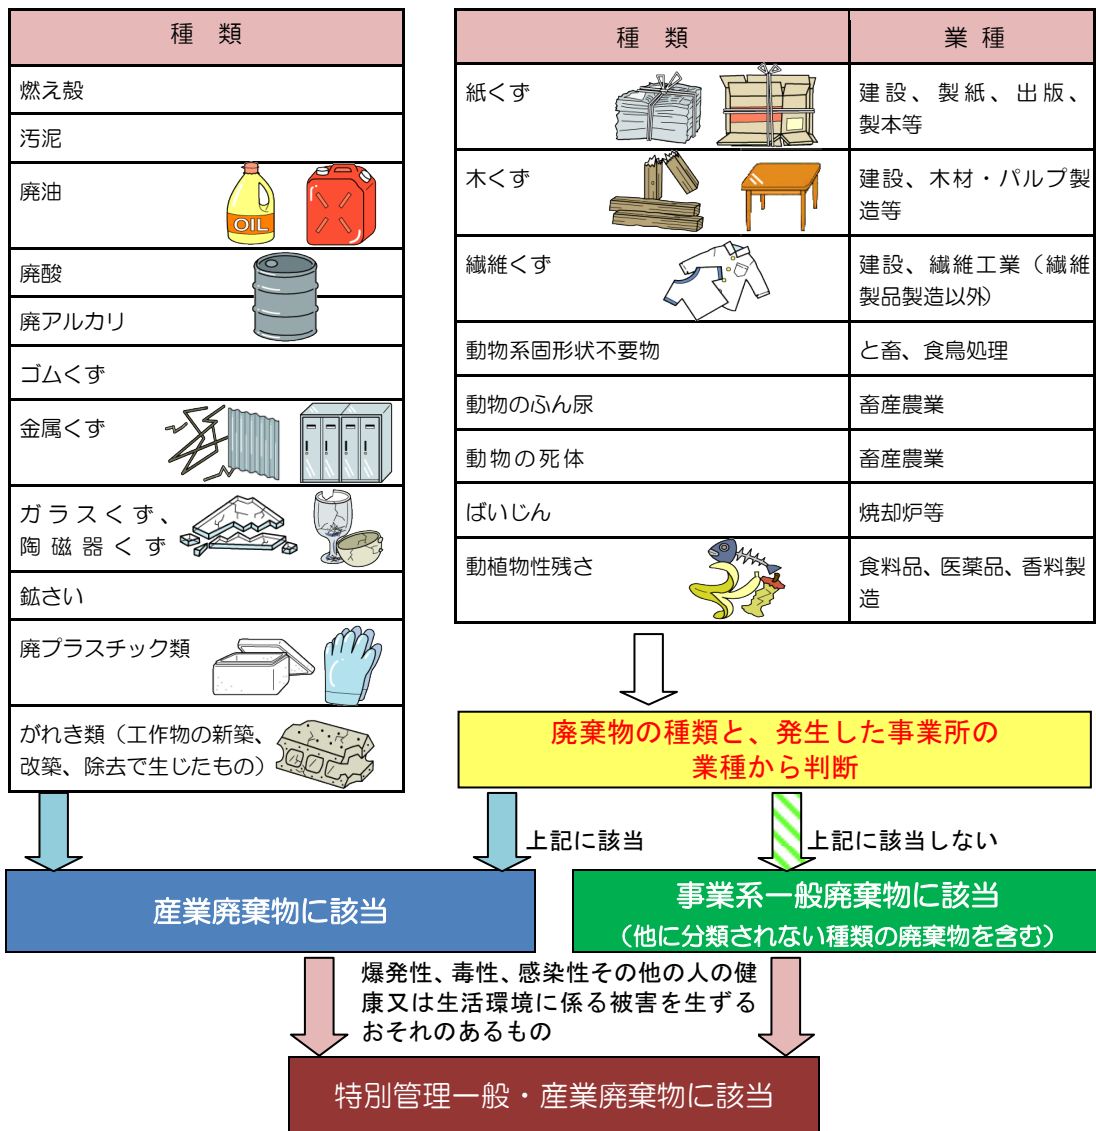 種 類
燃え殻
汚泥
廃油
OIL
廃酸
廃アルカリ
ゴムくず
金属くず
ガラスくず、
陶磁器くず
鉱さい
廃プラスチック類
がれき類（工作物の新築、
改築、除去で生じたもの）
種 類
業 種
紙くず
建設、製紙、出版、
製本等
木くず
建設、木材・パルプ製
造等
繊維くず
建設、繊維工業（繊維
製品製造以外）
動物系固形状不要物
と畜、食鳥処理
動物のふん尿
畜産農業
動物の死体
畜産農業
ばいじん
焼却炉等
動植物性残さ
食料品、医薬品、香料製
造
廃棄物の種類と、発生した事業所の
業種から判断
上記に該当
上記に該当しない
産業廃棄物に該当
事業系一般廃棄物に該当
（他に分類されない種類の廃棄物を含む）
爆発性、毒性、感染性その他の人の健
康又は生活環境に係る被害を生ずる
おそれのあるもの
特別管理一般・産業廃棄物に該当